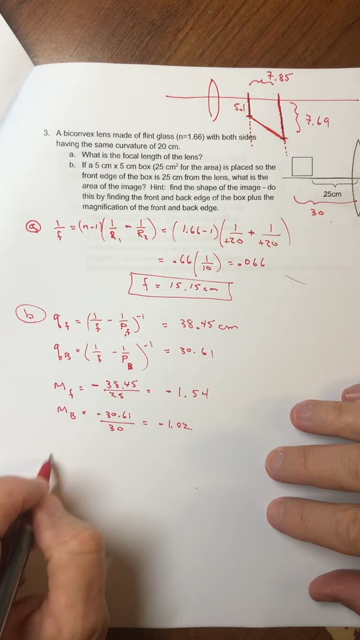 7.85
5.1
7.69
3. A biconvex lens made of flint glass (n=1.66) with both sides
having the same curvature of 20 cm.
a. What is the focal length of the lens?
b. If a 5 cm x 5 cm box (25 cm² for the area) is placed so the
front edge of the box is 25 cm from the lens, what is the
area of the image? Hint: find the shape of the image - do
this by finding the front and back edge of the box plus the
magnification of the front and back edge.
25cm
30
(a) 1/f = (n-1)(1/R₁ - 1/R₂) = (1.66-1)(1/+20 + 1/+20)
= .66(1/10) = .066
f = 15.15 cm
(b) q_f = (1/f - 1/P_f)⁻¹ = 38.45 cm
q_B = (1/f - 1/P_B)⁻¹ = 30.61
M_f = - 38.45/25 = -1.54
M_B = -30.61/30 = -1.02